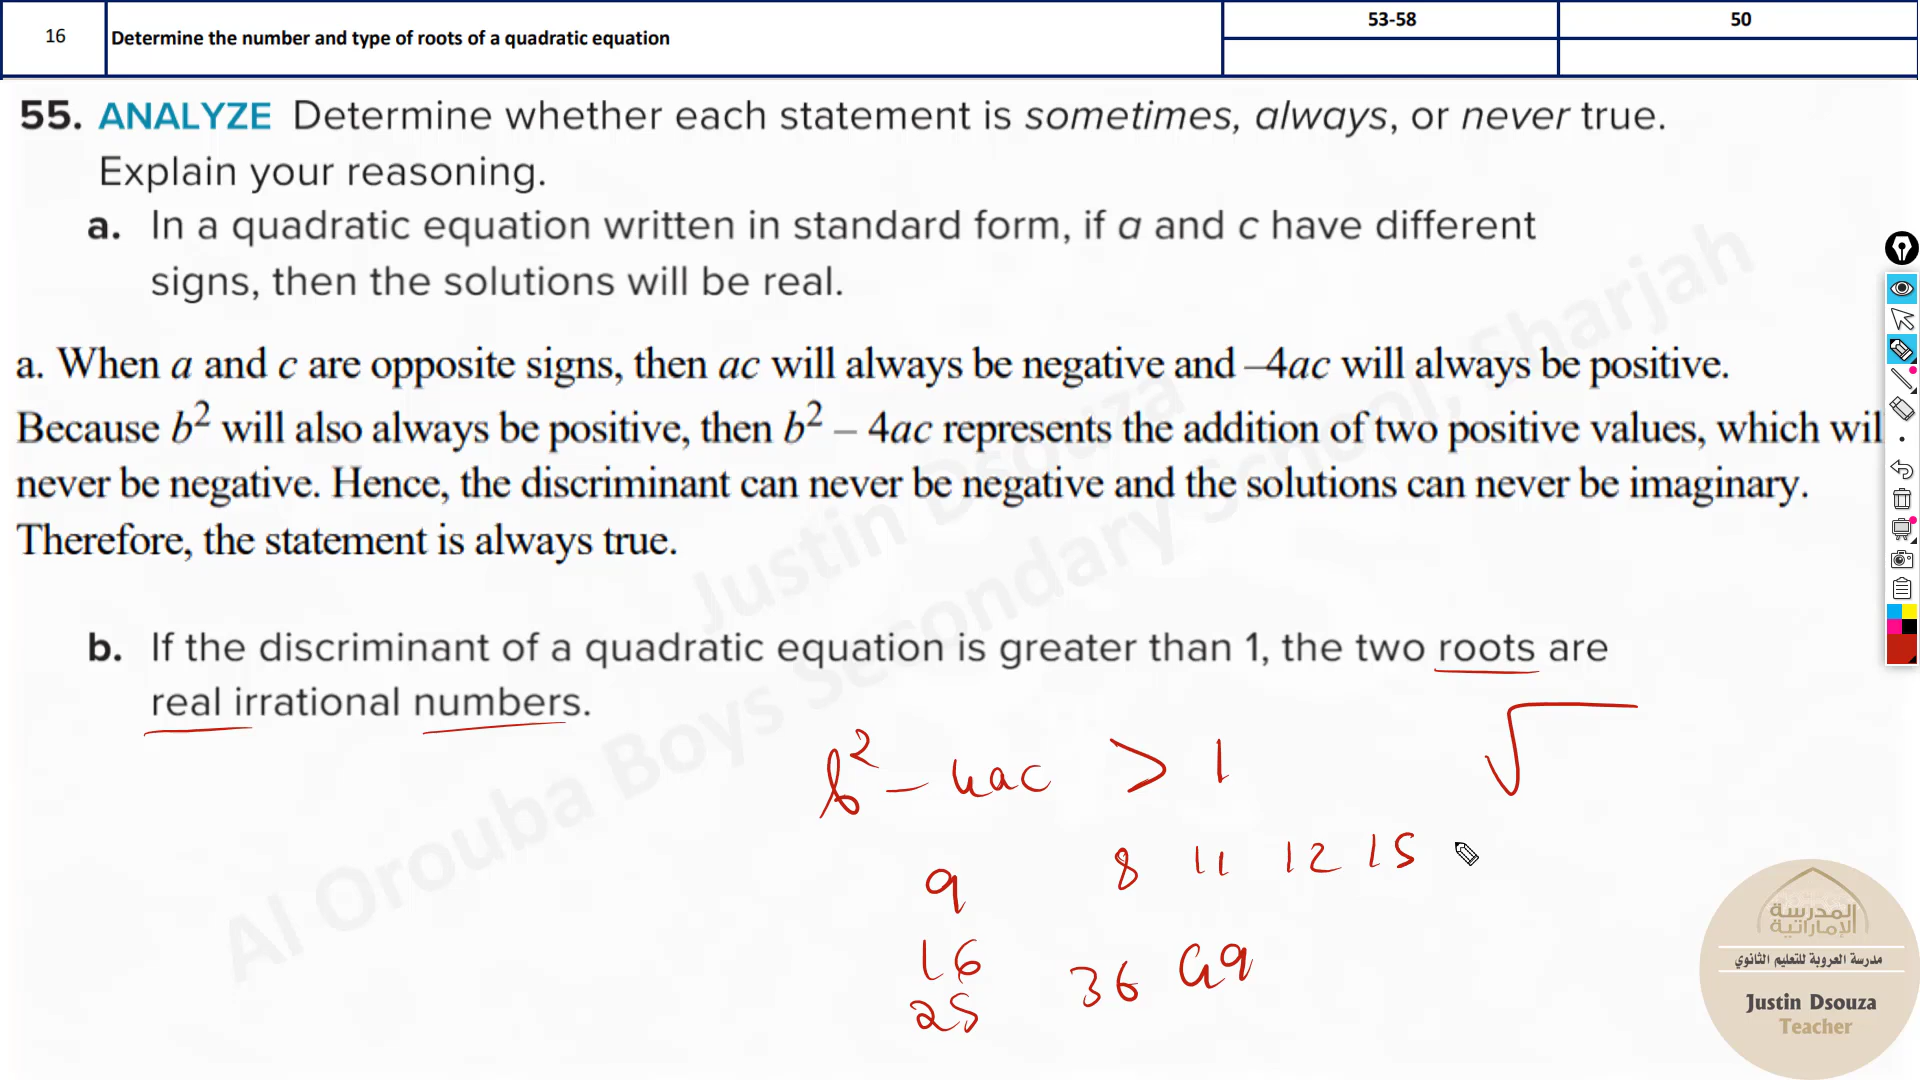 16 Determine the number and type of roots of a quadratic equation 53-58 50
55. ANALYZE Determine whether each statement is sometimes, always, or never true.
Explain your reasoning.
a. In a quadratic equation written in standard form, if a and c have different
signs, then the solutions will be real.
a. When a and c are opposite signs, then ac will always be negative and –4ac will always be positive.
Because b² will also always be positive, then b² – 4ac represents the addition of two positive values, which wil
never be negative. Hence, the discriminant can never be negative and the solutions can never be imaginary.
Therefore, the statement is always true.
b. If the discriminant of a quadratic equation is greater than 1, the two roots are
real irrational numbers.
b² – 4ac > 1 √
9 8 11 12 15
16 36 49
25
Justin Dsouza
Al Orouba Boys Secondary School, Sharjah
المدرسة
الإماراتية
مدرسة العروبة للتعليم الثانوي
Justin Dsouza
Teacher